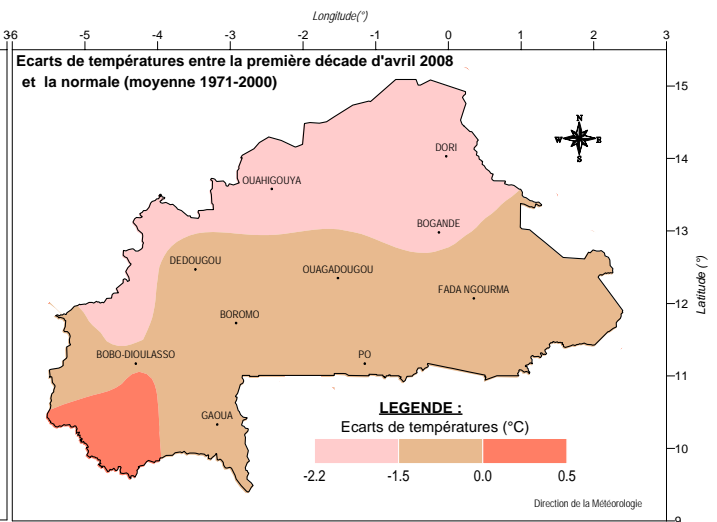 Longitude(°)
36 -5 -4 -3 -2 -1 0 1 2 3
Ecarts de températures entre la première décade d'avril 2008
et la normale (moyenne 1971-2000)
15
N
W E
S
14
DORI
OUAHIGOUYA
BOGANDE
13
DEDOUGOU
OUAGADOUGOU
Latitude (°)
FADA NGOURMA
12
BOROMO
BOBO-DIOULASSO
PO
11
LEGENDE :
GAOUA
Ecarts de températures (°C)
10
-2.2 -1.5 0.0 0.5
Direction de la Météorologie
9